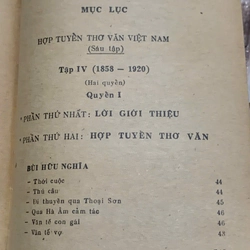 MỤC LỤC
HỢP TUYỂN THƠ VĂN VIỆT NAM
(Sáu tập)
Tập IV (1858 — 1920)
(Hai quyển)
Quyển I
• PHẦN THỨ NHẤT: LỜI GIỚI THIỆU
• PHẦN THỨ HAI: HỢP TUYỂN THƠ VĂN
BÙI HỮU NGHĨA
— Thời cuộc 44
— Thú cầu 44
— Đi thuyền qua Thoại Sơn 45
— Qua Hà Âm cảm tác 46
— Văn tế con gái 46
— Văn tế vợ 48